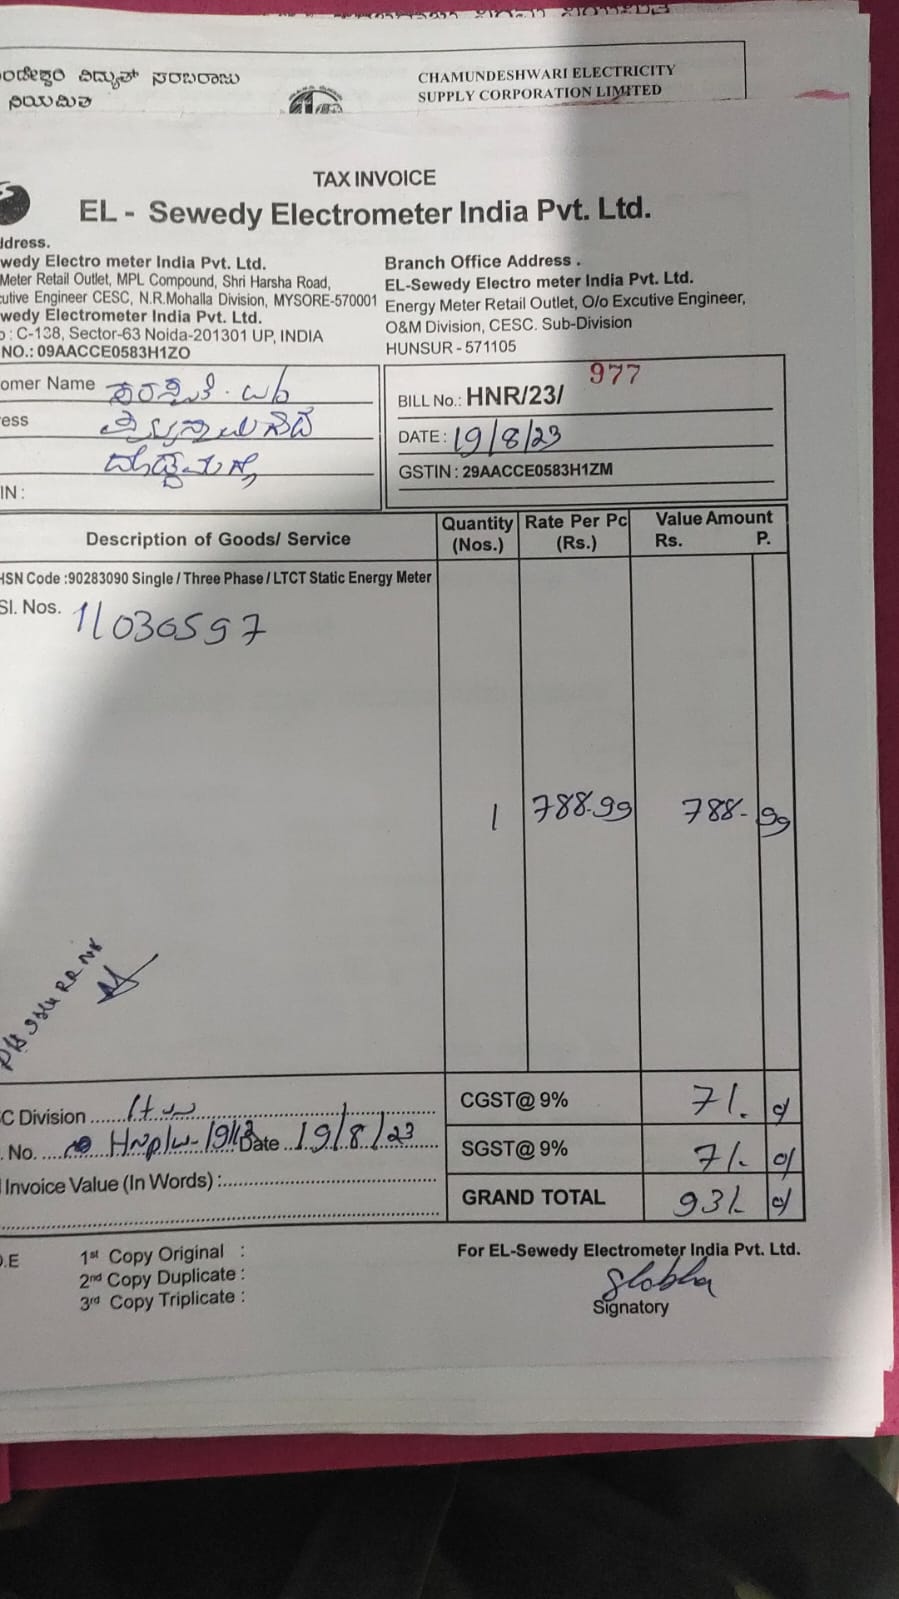 ಂಡೇಶ್ವರಿ ವಿದ್ಯುತ್ ಸರಬರಾಜು
ನಿಯಮಿತ
CHAMUNDESHWARI ELECTRICITY
SUPPLY CORPORATION LIMITED
TAX INVOICE
EL - Sewedy Electrometer India Pvt. Ltd.
ddress.
wedy Electro meter India Pvt. Ltd.
Meter Retail Outlet, MPL Compound, Shri Harsha Road,
cutive Engineer CESC, N.R.Mohalla Division, MYSORE-570001
wedy Electrometer India Pvt. Ltd.
: C-138, Sector-63 Noida-201301 UP, INDIA
NO.: 09AACCE0583H1ZO
Branch Office Address .
EL-Sewedy Electro meter India Pvt. Ltd.
Energy Meter Retail Outlet, O/o Excutive Engineer,
O&M Division, CESC. Sub-Division
HUNSUR - 571105
omer Name
ess
IN :
BILL No.: HNR/23/ 977
DATE : 19/8/23
GSTIN : 29AACCE0583H1ZM
Description of Goods/ Service
Quantity (Nos.)
Rate Per Pc (Rs.)
Value Amount
Rs. P.
HSN Code :90283090 Single / Three Phase / LTCT Static Energy Meter
Sl. Nos. 11030597
1 788.99 788- 99
C Division
CGST@ 9% 71.
. No. Date 19/8/23
SGST@ 9% 71.
Invoice Value (In Words) :
GRAND TOTAL 931.
O.E
1st Copy Original :
2nd Copy Duplicate :
3rd Copy Triplicate :
For EL-Sewedy Electrometer India Pvt. Ltd.
Shobha
Signatory